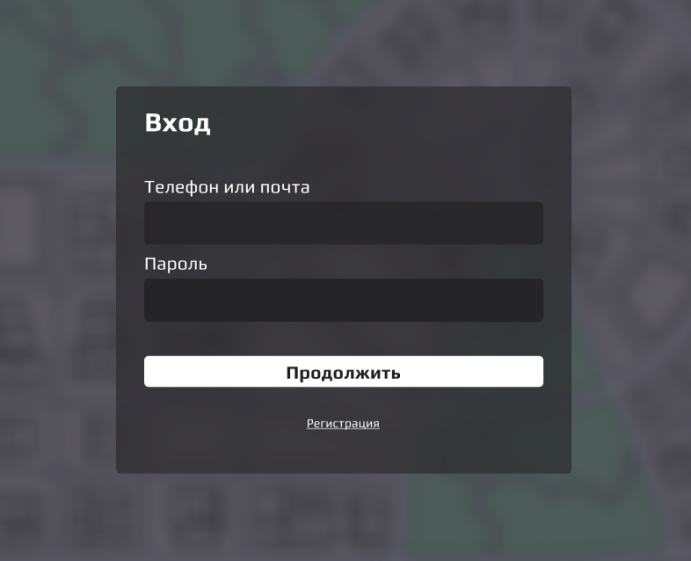 Вход
Телефон или почта
Пароль
Продолжить
Регистрация